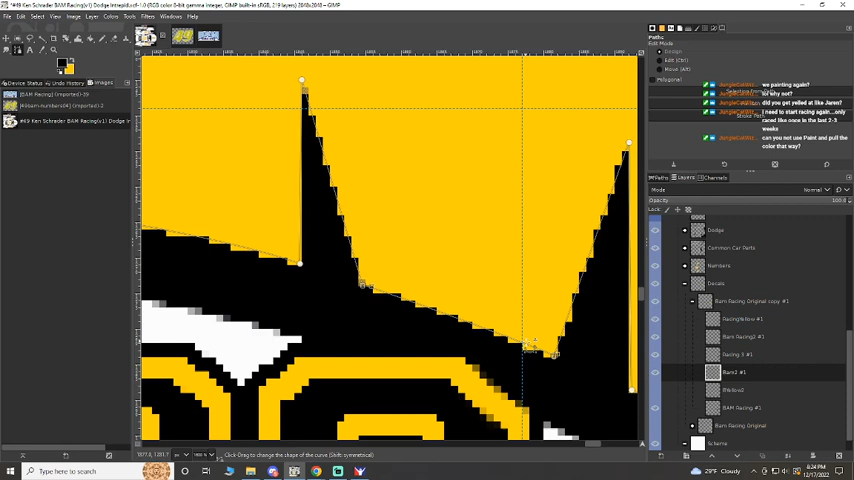 #49 Ken Schrader BAM Racing(v1) Dodge Intrepid.xcf-1.0 (RGB color 8-bit gamma integer, GIMP built-in sRGB, 219 layers) 2048x2048 – GIMP
File Edit Select View Image Layer Colors Tools Filters Windows Help
Device Status Undo History Images
[BAM Racing] (imported)-39
#49 Ken Schrader BAM Racing(v1) Dodge In
Paths
Edit Mode
Design
Edit (Ctrl)
Move (Alt)
Polygonal
we painting again?
lol why not?
did you get yelled at like Jaren?
I need to start racing again...only
raced like once in the last 2-3
weeks
Stroke Path
can you not use Paint and pull the
color that way?
Paths Layers Channels
Mode Normal
Opacity 100.0
Lock:
Dodge
Common Car Parts
Numbers
Decals
Bam Racing Original copy #1
RacingYellow #1
Bam Racing2 #1
Racing 3 #1
Bam2 #1
BYellow2
BAM Racing #1
Bam Racing Original
Scheme
px
Click-Drag to change the shape of the curve (Shift: symmetrical)
Type here to search
29°F Cloudy
8:24 PM
12/17/2022